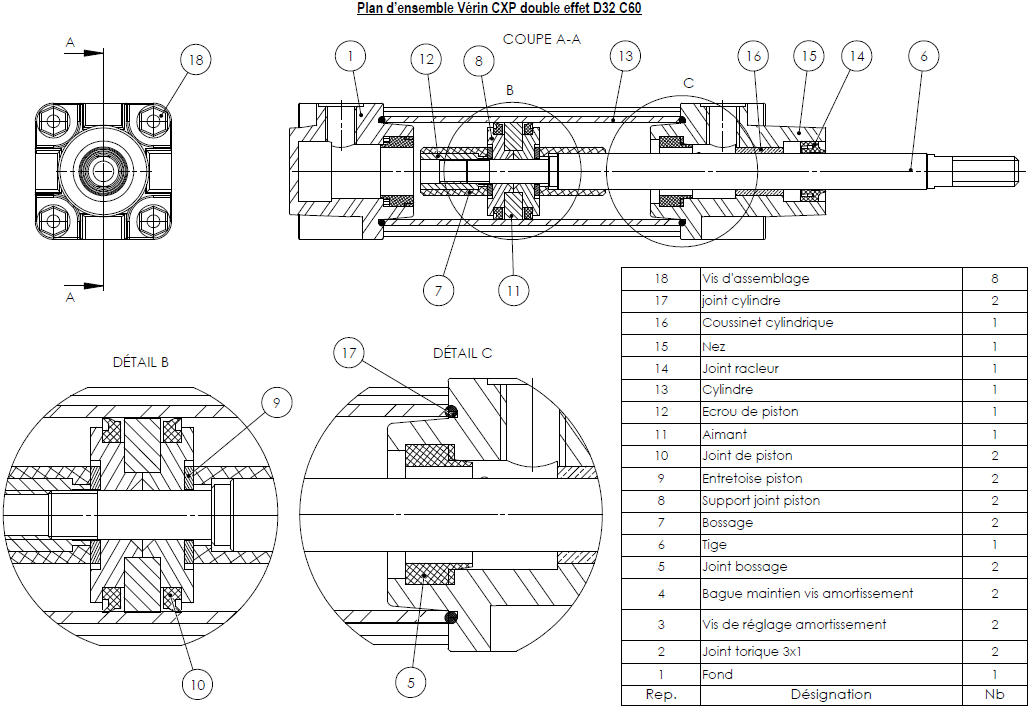 Plan d'ensemble Vérin CXP double effet D32 C60
COUPE A-A
A
18
1
12
8
B
13
C
16
15
14
6
A
7
11
DÉTAIL B
9
10
DÉTAIL C
17
5
18 Vis d'assemblage 8
17 joint cylindre 2
16 Coussinet cylindrique 1
15 Nez 1
14 Joint racleur 1
13 Cylindre 1
12 Ecrou de piston 1
11 Aimant 1
10 Joint de piston 2
9 Entretoise piston 2
8 Support joint piston 2
7 Bossage 2
6 Tige 1
5 Joint bossage 2
4 Bague maintien vis amortissement 2
3 Vis de réglage amortissement 2
2 Joint torique 3x1 2
1 Fond 1
Rep. Désignation Nb